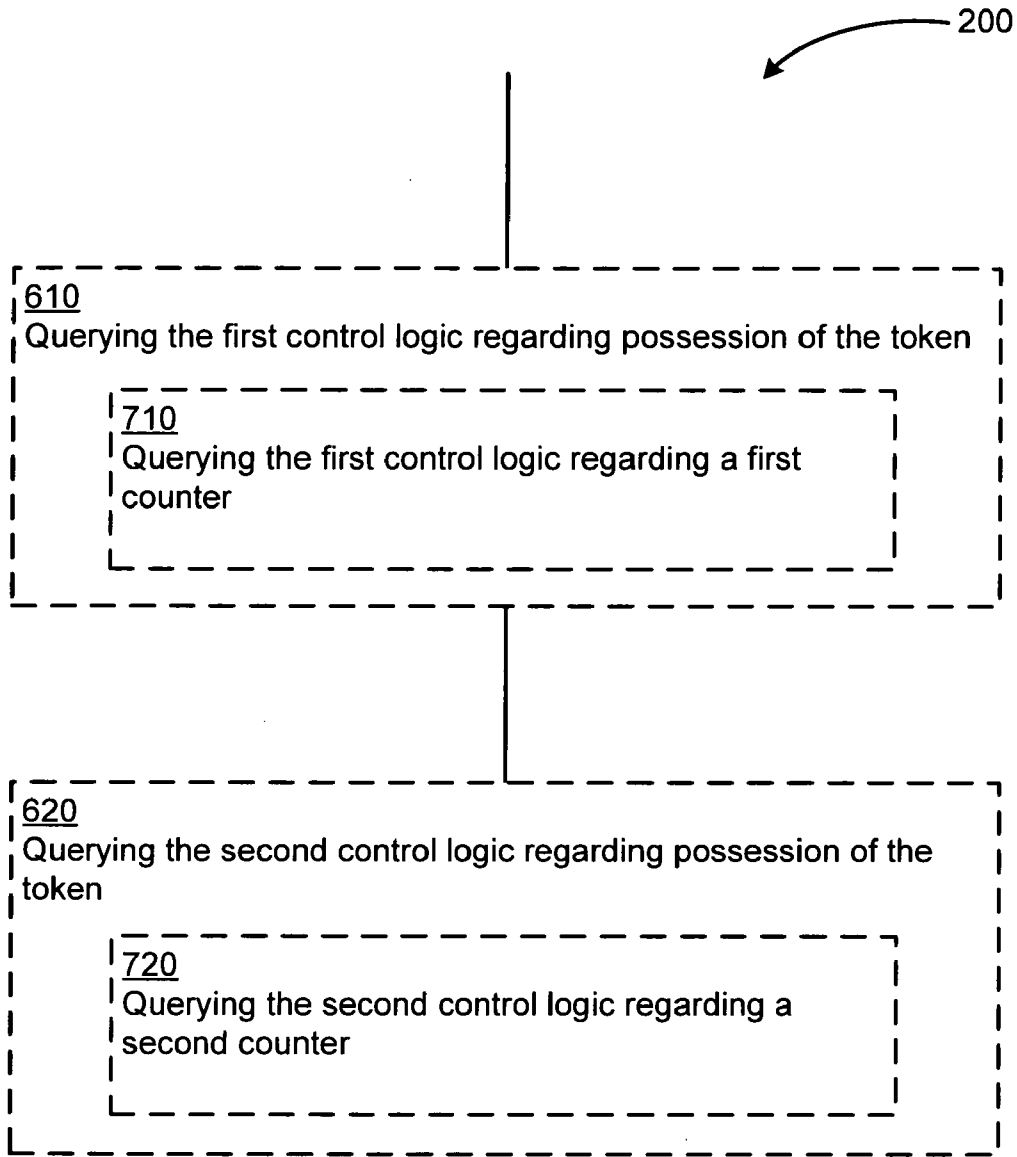 200
610
Querying the first control logic regarding possession of the token
710
Querying the first control logic regarding a first
counter
620
Querying the second control logic regarding possession of the
token
720
Querying the second control logic regarding a
second counter